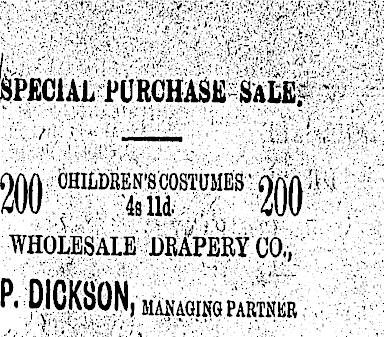 SPECIAL PURCHASE SALE.
200 CHILDREN'S COSTUMES 200
4s 11d.
WHOLESALE DRAPERY CO.,
P. DICKSON, MANAGING PARTNER